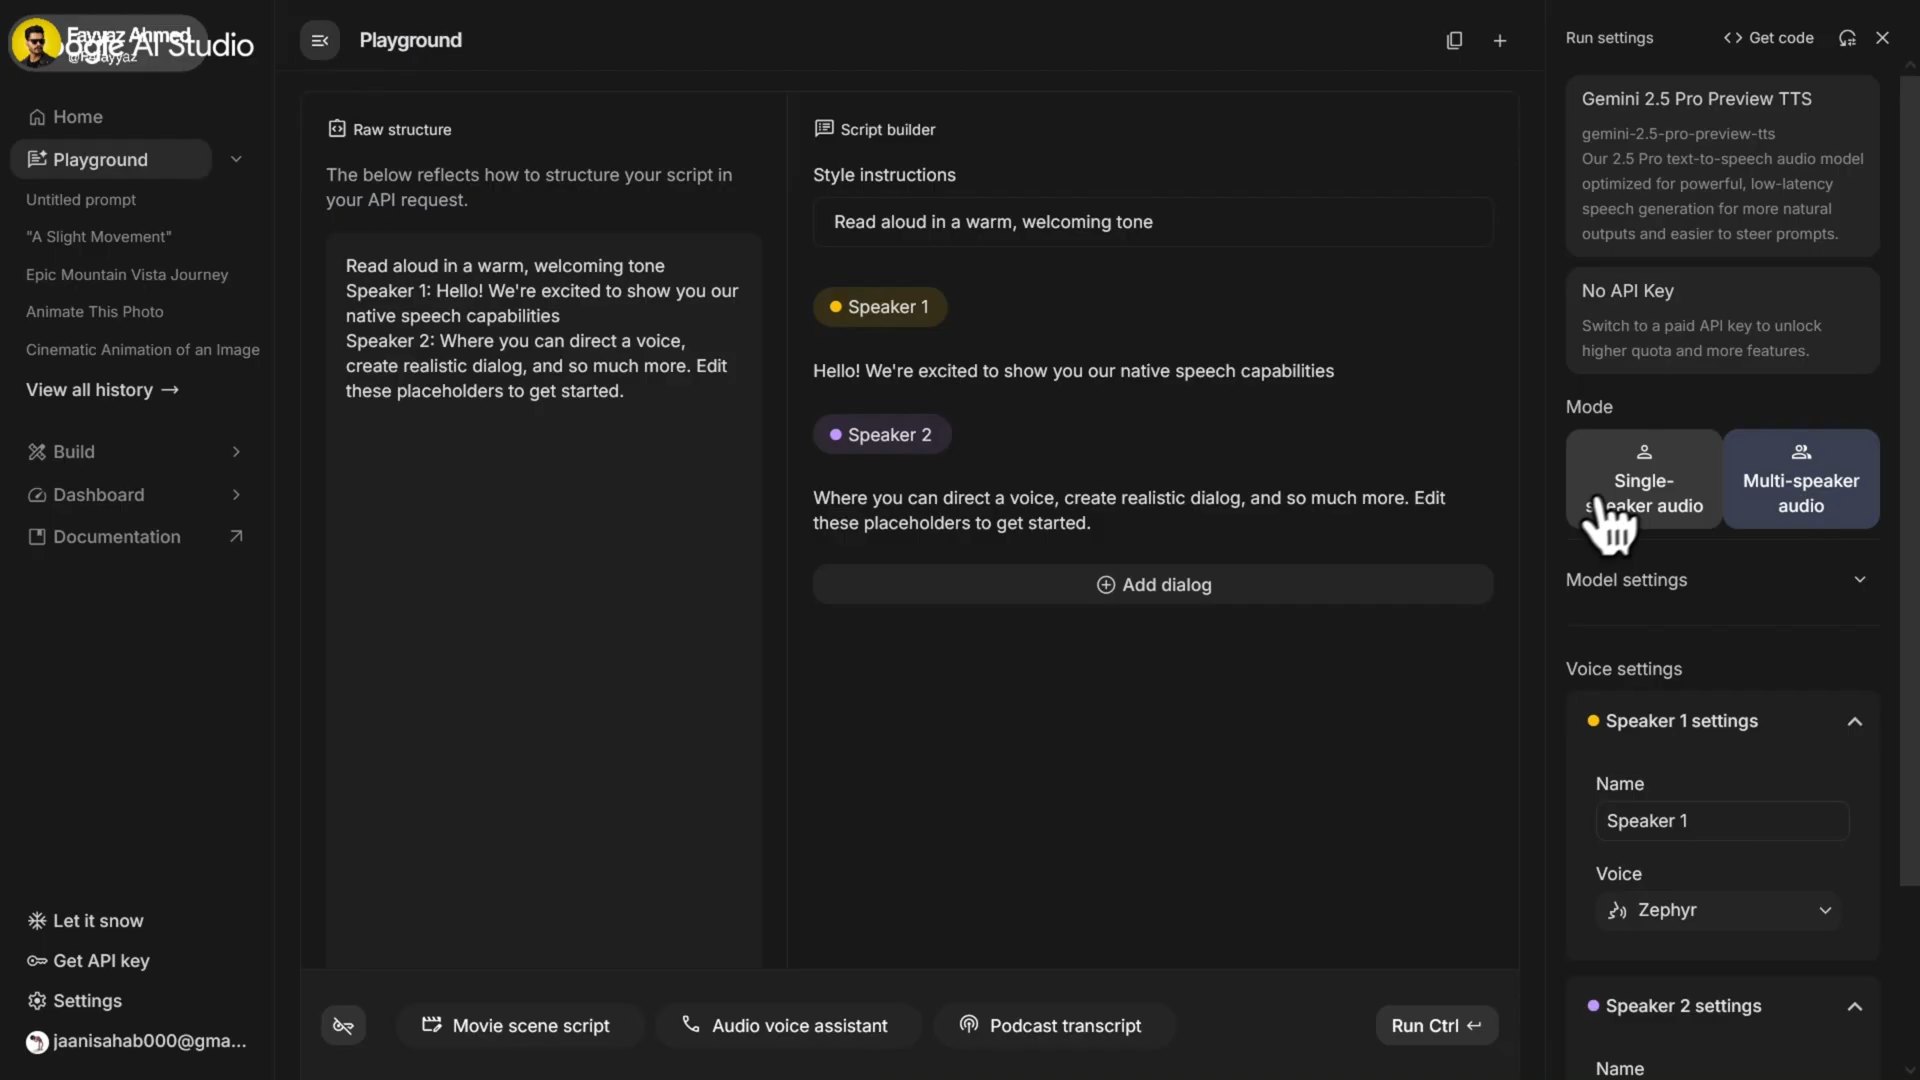 Fayyaz Ahmed
Google AI Studio
Home
Playground
Untitled prompt
"A Slight Movement"
Epic Mountain Vista Journey
Animate This Photo
Cinematic Animation of an Image
View all history →
Build
Dashboard
Documentation
Let it snow
Get API key
Settings
jaanisahab000@gma...
Playground
Raw structure
The below reflects how to structure your script in
your API request.
Read aloud in a warm, welcoming tone
Speaker 1: Hello! We're excited to show you our
native speech capabilities
Speaker 2: Where you can direct a voice,
create realistic dialog, and so much more. Edit
these placeholders to get started.
Script builder
Style instructions
Read aloud in a warm, welcoming tone
Speaker 1
Hello! We're excited to show you our native speech capabilities
Speaker 2
Where you can direct a voice, create realistic dialog, and so much more. Edit
these placeholders to get started.
Add dialog
Movie scene script
Audio voice assistant
Podcast transcript
Run Ctrl ↵
Run settings
Get code
Gemini 2.5 Pro Preview TTS
gemini-2.5-pro-preview-tts
Our 2.5 Pro text-to-speech audio model
optimized for powerful, low-latency
speech generation for more natural
outputs and easier to steer prompts.
No API Key
Switch to a paid API key to unlock
higher quota and more features.
Mode
Single-
speaker audio
Multi-speaker
audio
Model settings
Voice settings
Speaker 1 settings
Name
Speaker 1
Voice
Zephyr
Speaker 2 settings
Name